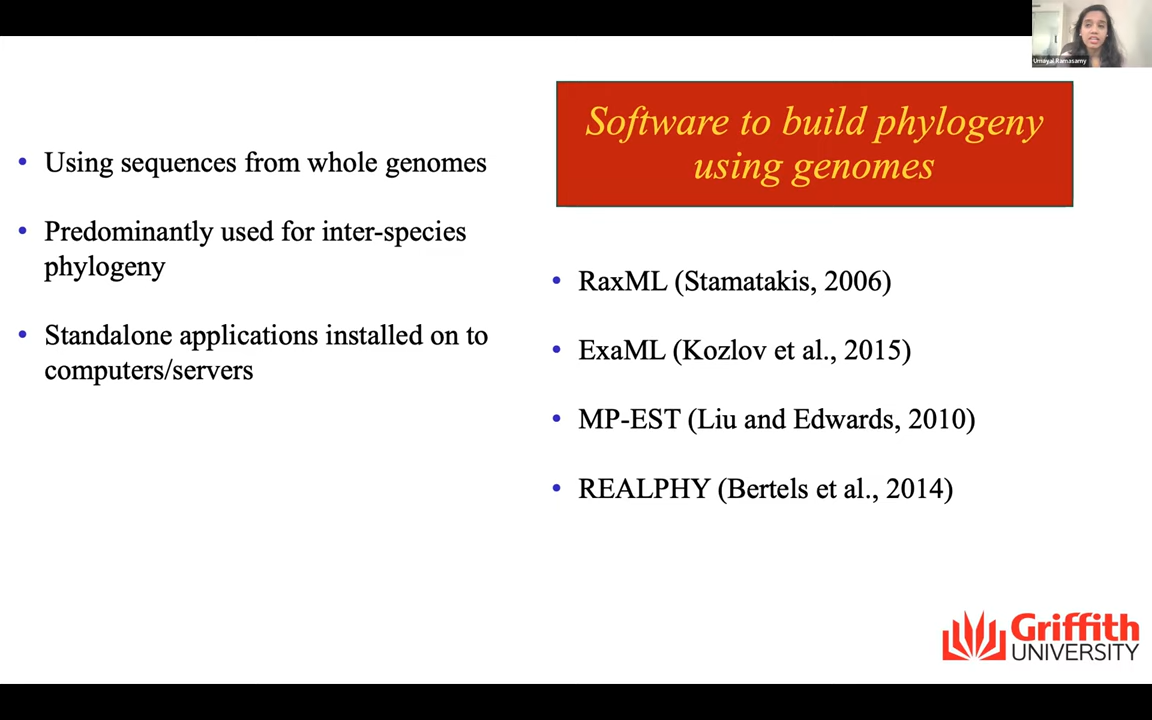 Umayal Ramasamy
Software to build phylogeny
using genomes
• Using sequences from whole genomes
• Predominantly used for inter-species
phylogeny
• Standalone applications installed on to
computers/servers
• RaxML (Stamatakis, 2006)
• ExaML (Kozlov et al., 2015)
• MP-EST (Liu and Edwards, 2010)
• REALPHY (Bertels et al., 2014)
Griffith
UNIVERSITY